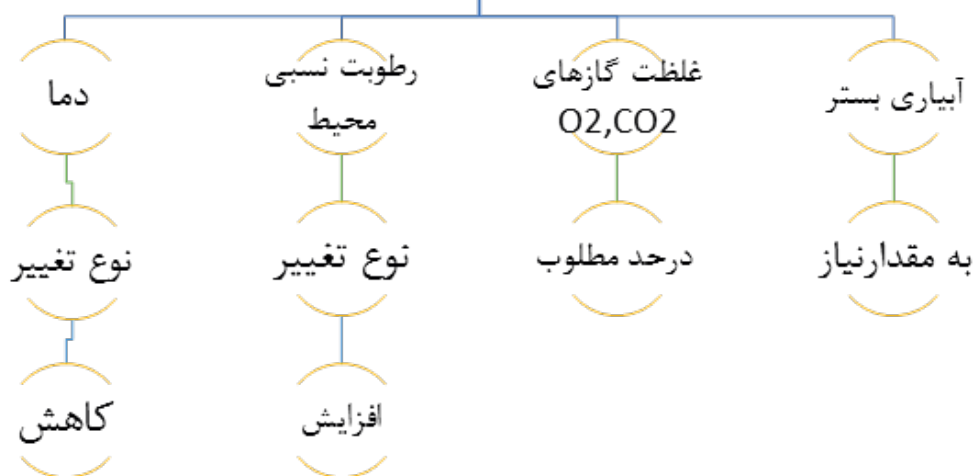 آبیاری بستر
غلظت گازهای
O2,CO2
رطوبت نسبی
محیط
دما
به مقدارنیاز
درحد مطلوب
نوع تغییر
نوع تغییر
افزایش
کاهش